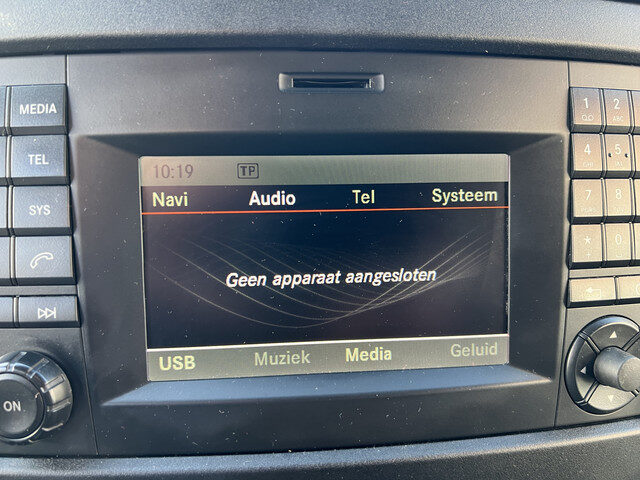 MEDIA
TEL
SYS
ON
10:19 TP
Navi Audio Tel Systeem
Geen apparaat aangesloten
USB Muziek Media Geluid
1 2 ABC
4 5
7 8
* 0